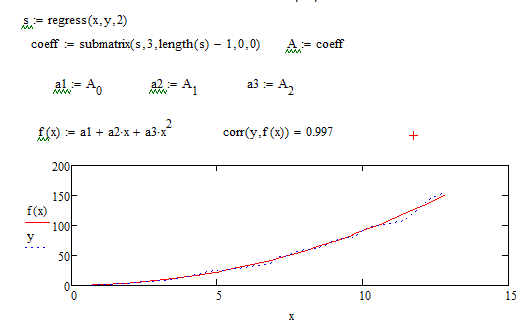 s := regress(x,y,2)
coeff := submatrix(s,3,length(s) − 1,0,0) A := coeff
a1 := A₀ a2 := A₁ a3 := A₂
f(x) := a1 + a2·x + a3·x² corr(y,f(x)) = 0.997
200
150
f(x)
100
y
50
0
0 5 10 15
x